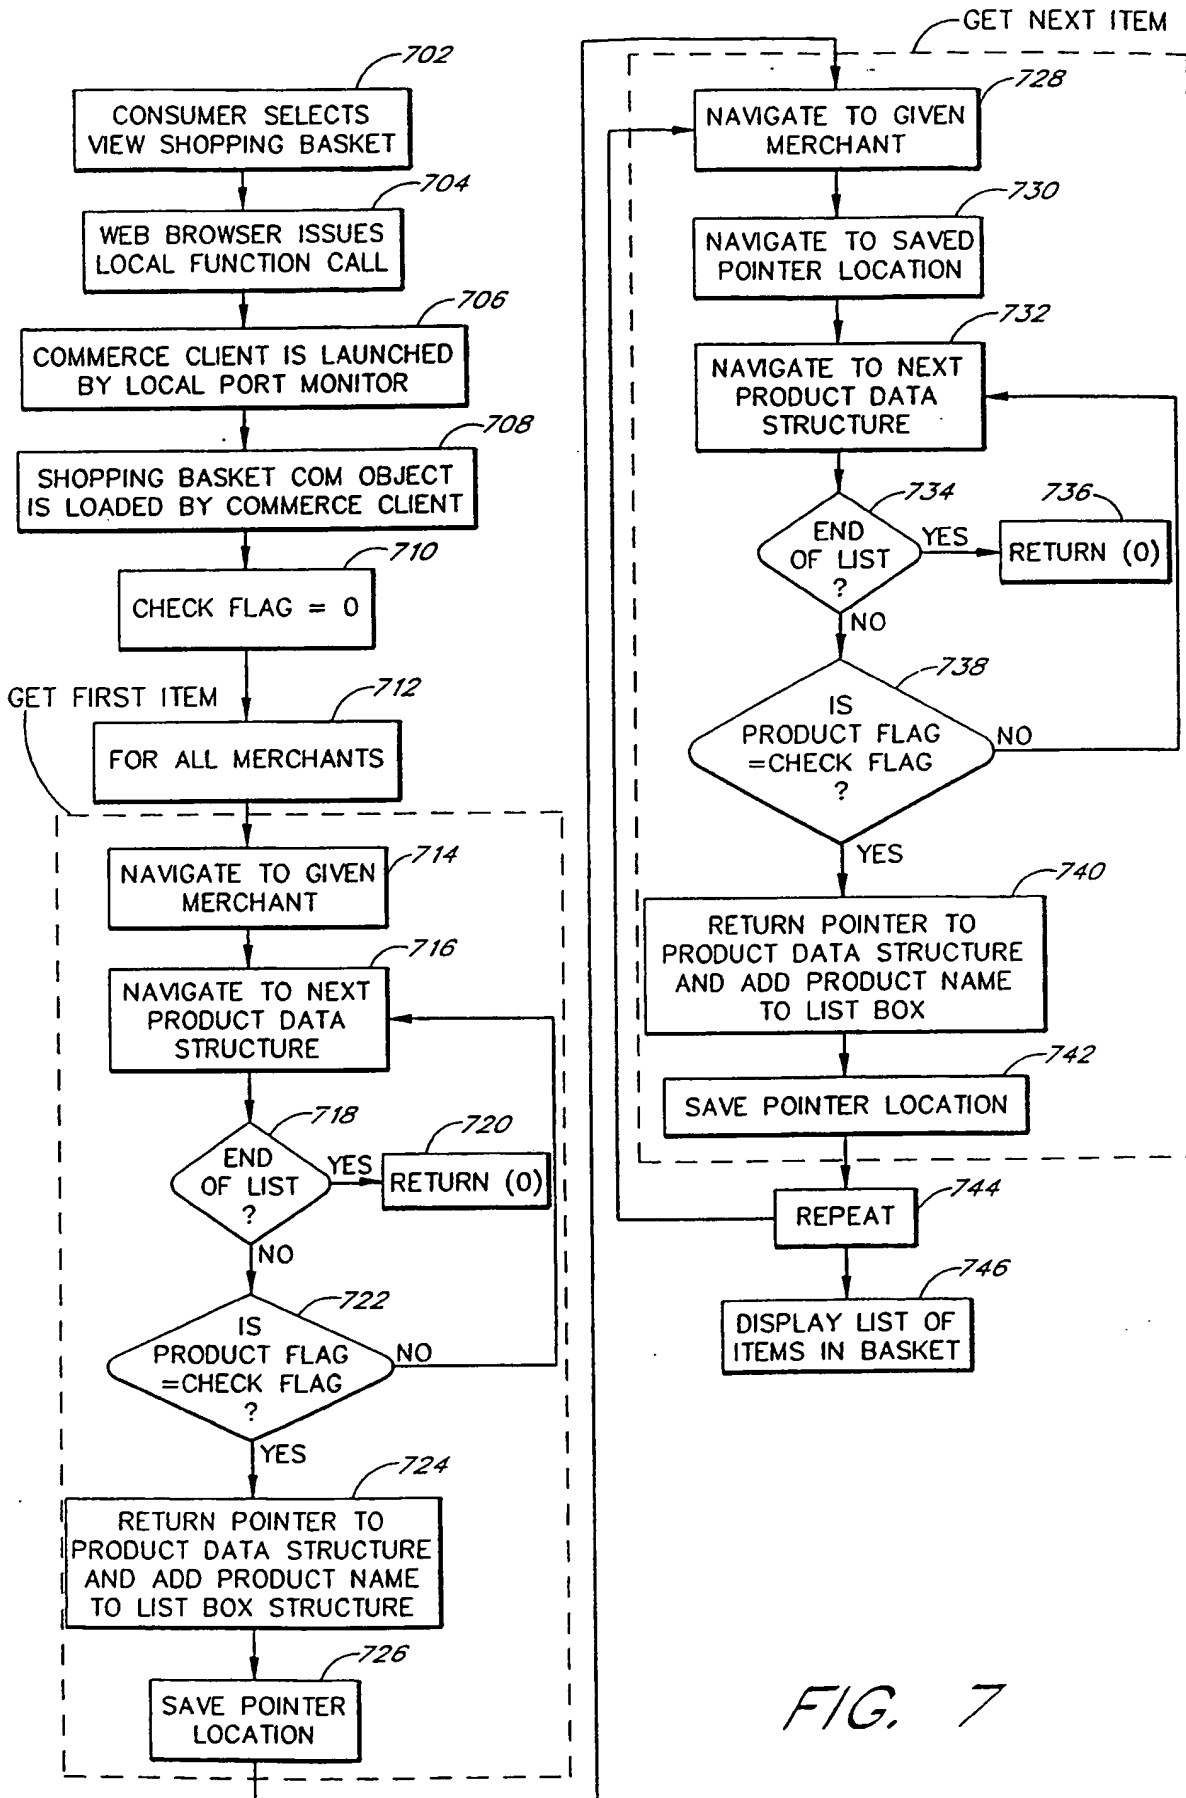 702
CONSUMER SELECTS
VIEW SHOPPING BASKET
704
WEB BROWSER ISSUES
LOCAL FUNCTION CALL
706
COMMERCE CLIENT IS LAUNCHED
BY LOCAL PORT MONITOR
708
SHOPPING BASKET COM OBJECT
IS LOADED BY COMMERCE CLIENT
710
CHECK FLAG = 0
GET FIRST ITEM
712
FOR ALL MERCHANTS
714
NAVIGATE TO GIVEN
MERCHANT
716
NAVIGATE TO NEXT
PRODUCT DATA
STRUCTURE
718
END
OF LIST
?
YES
720
RETURN (0)
NO
722
IS
PRODUCT FLAG
=CHECK FLAG
?
NO
YES
724
RETURN POINTER TO
PRODUCT DATA STRUCTURE
AND ADD PRODUCT NAME
TO LIST BOX STRUCTURE
726
SAVE POINTER
LOCATION
GET NEXT ITEM
728
NAVIGATE TO GIVEN
MERCHANT
730
NAVIGATE TO SAVED
POINTER LOCATION
732
NAVIGATE TO NEXT
PRODUCT DATA
STRUCTURE
734
END
OF LIST
?
YES
736
RETURN (0)
NO
738
IS
PRODUCT FLAG
=CHECK FLAG
?
NO
YES
740
RETURN POINTER TO
PRODUCT DATA STRUCTURE
AND ADD PRODUCT NAME
TO LIST BOX
742
SAVE POINTER LOCATION
744
REPEAT
746
DISPLAY LIST OF
ITEMS IN BASKET
FIG. 7